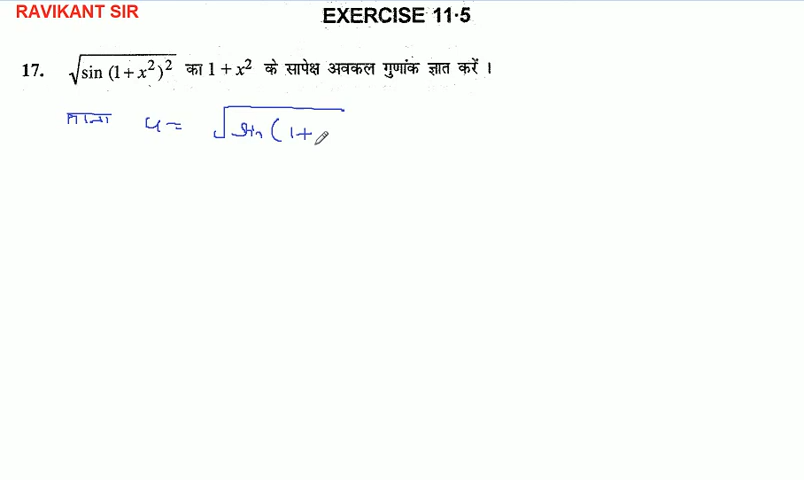 RAVIKANT SIR
EXERCISE 11·5
17. √sin (1+x²)² का 1+x² के सापेक्ष अवकल गुणांक ज्ञात करें ।
माना u = √sin(1+